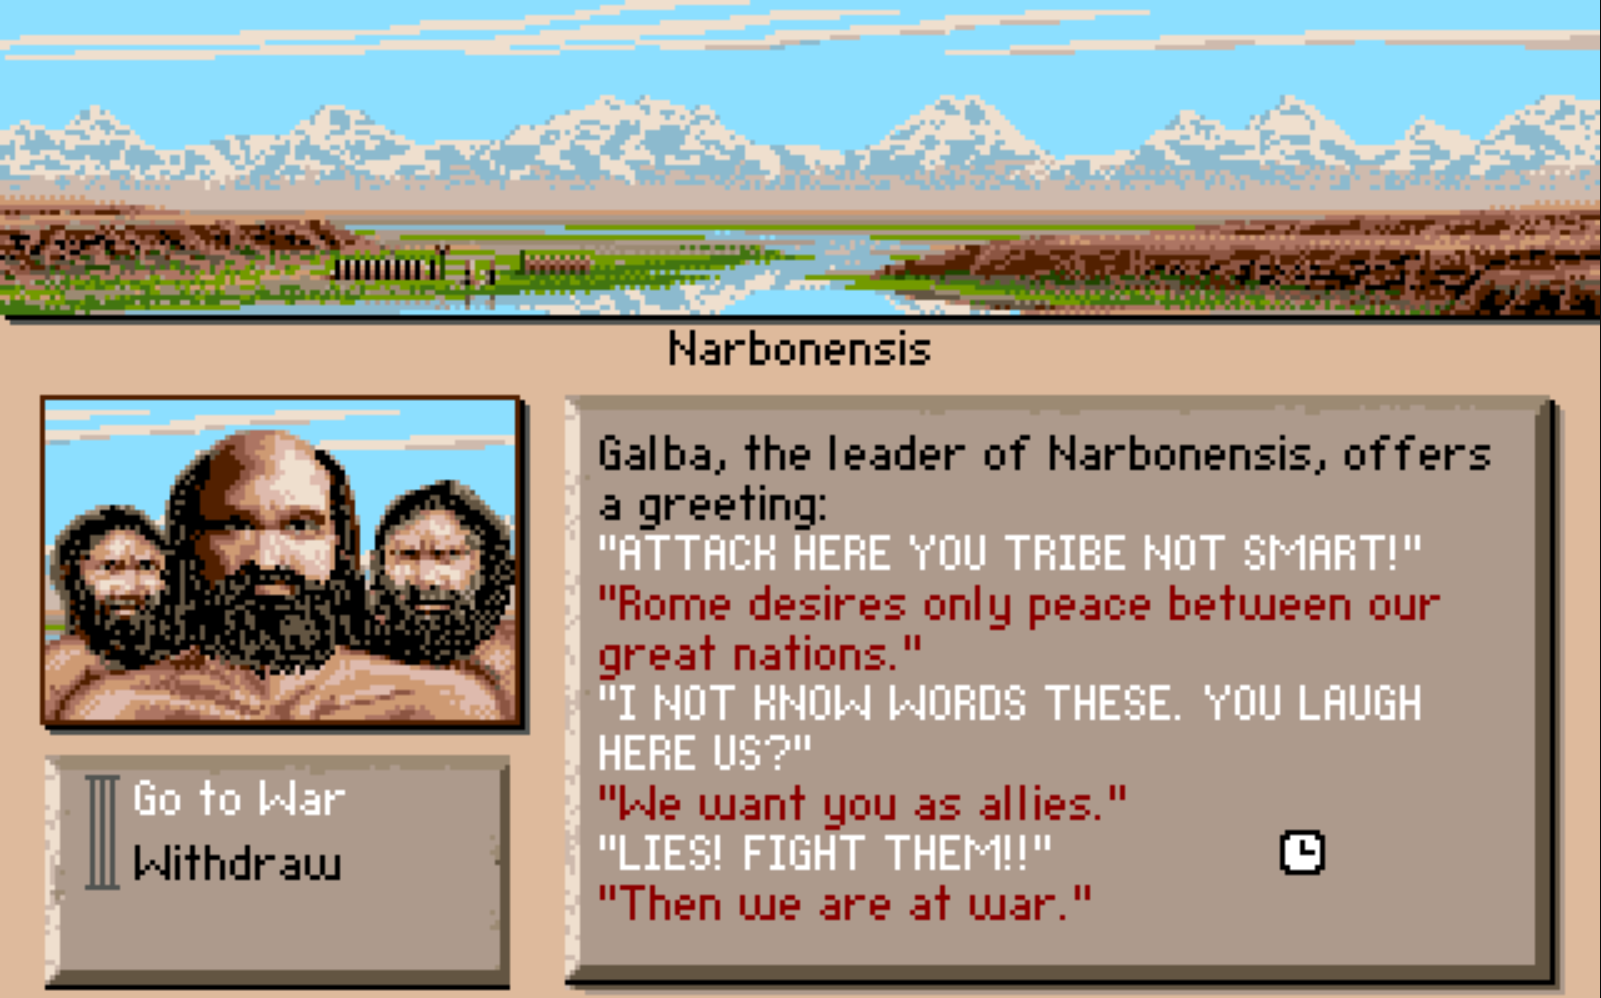 Narbonensis
Galba, the leader of Narbonensis, offers
a greeting:
"ATTACK HERE YOU TRIBE NOT SMART!"
"Rome desires only peace between our
great nations."
"I NOT KNOW WORDS THESE. YOU LAUGH
HERE US?"
"We want you as allies."
"LIES! FIGHT THEM!!"
"Then we are at war."
Go to War
Withdraw